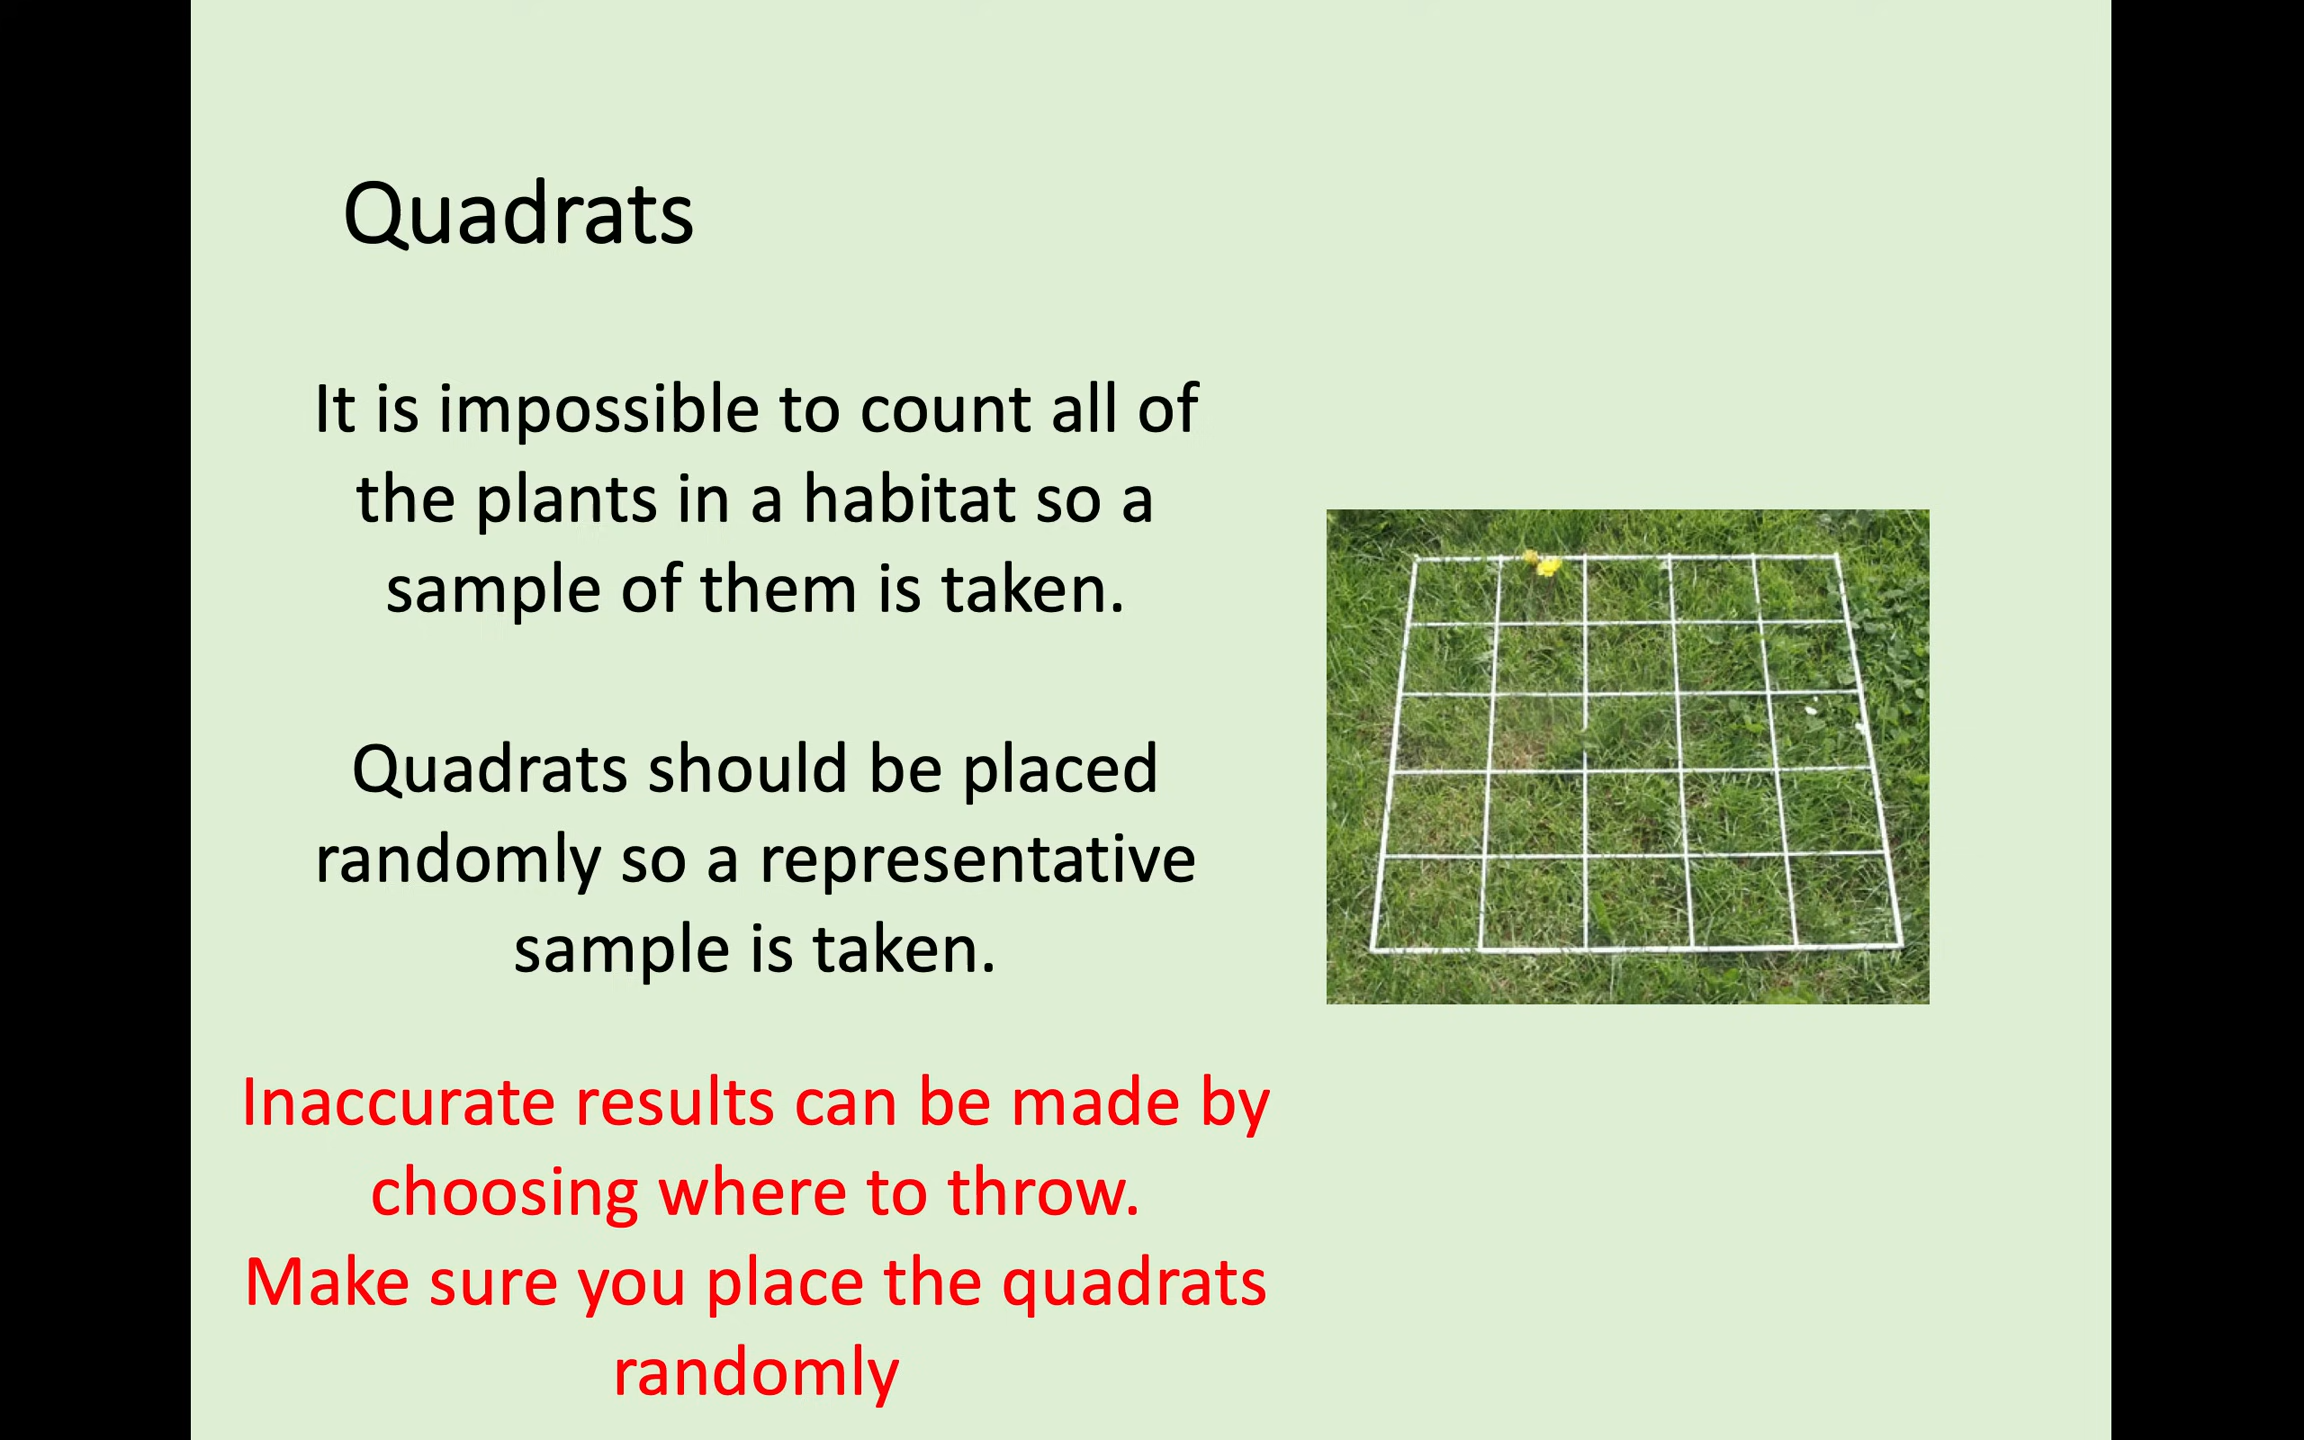 Quadrats
It is impossible to count all of
the plants in a habitat so a
sample of them is taken.
Quadrats should be placed
randomly so a representative
sample is taken.
Inaccurate results can be made by
choosing where to throw.
Make sure you place the quadrats
randomly